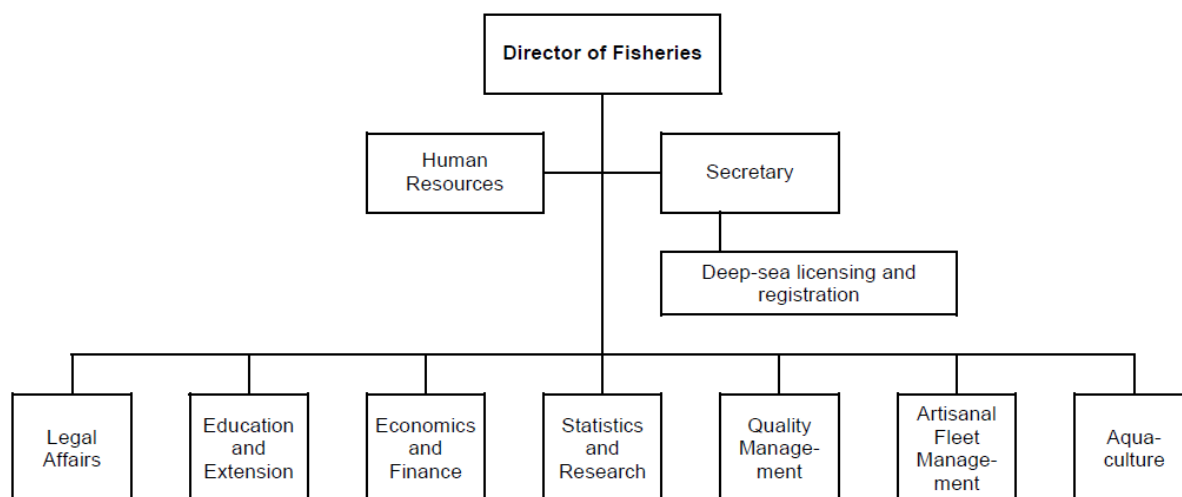 Director of Fisheries
Human
Resources
Secretary
Deep-sea licensing and
registration
Legal
Affairs
Education
and
Extension
Economics
and
Finance
Statistics
and
Research
Quality
Manage-
ment
Artisanal
Fleet
Manage-
ment
Aqua-
culture